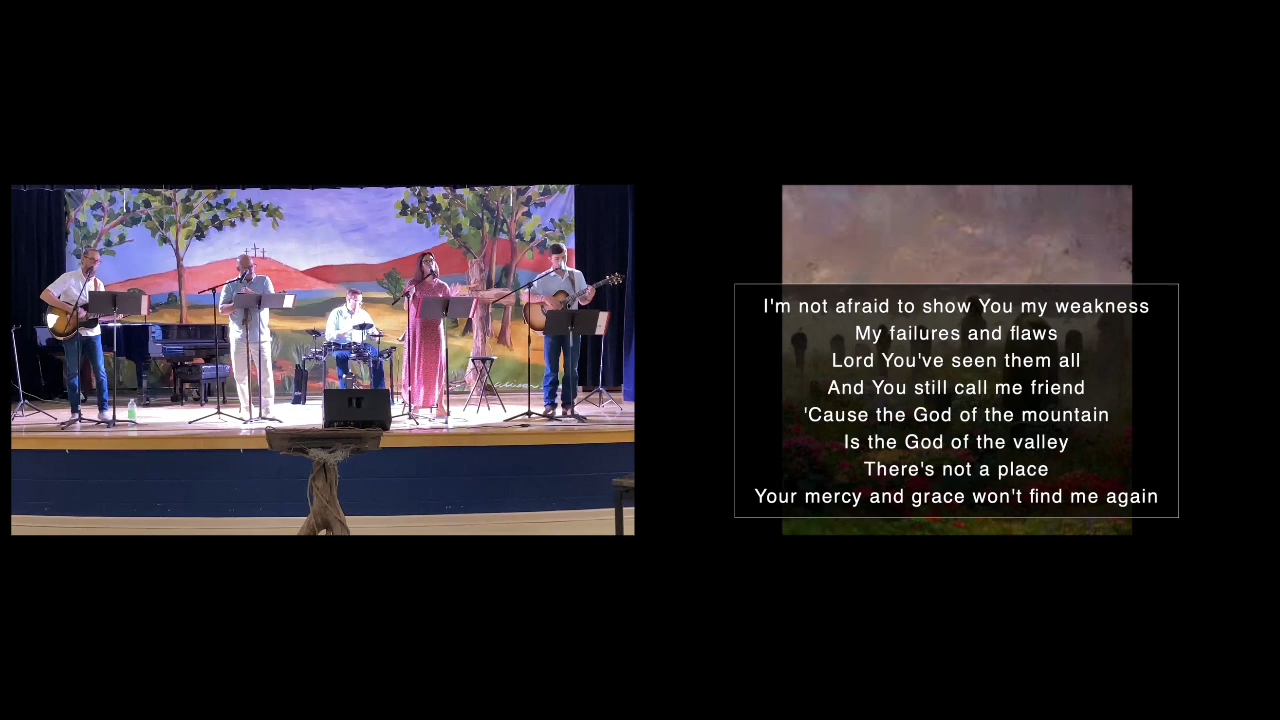 I'm not afraid to show You my weakness
My failures and flaws
Lord You've seen them all
And You still call me friend
'Cause the God of the mountain
Is the God of the valley
There's not a place
Your mercy and grace won't find me again